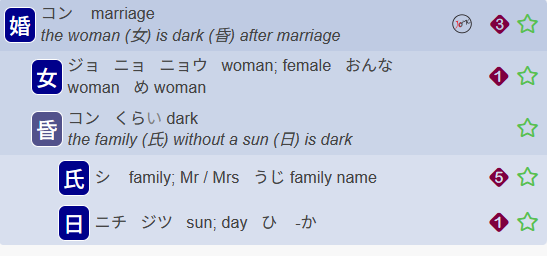 婚 コン marriage 3
the woman (女) is dark (昏) after marriage
女 ジョ ニョ ニョウ woman; female おんな 1
woman め woman
昏 コン くらい dark
the family (氏) without a sun (日) is dark
氏 シ family; Mr / Mrs うじ family name 5
日 ニチ ジツ sun; day ひ -か 1